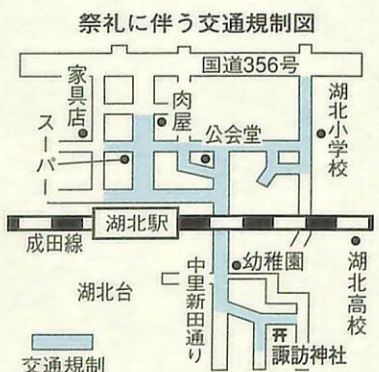 祭礼に伴う交通規制図
国道356号
家具店
肉屋
湖北小学校
スーパー
公会堂
湖北駅
成田線
幼稚園
湖北高校
中里新田通り
湖北台
諏訪神社
交通規制